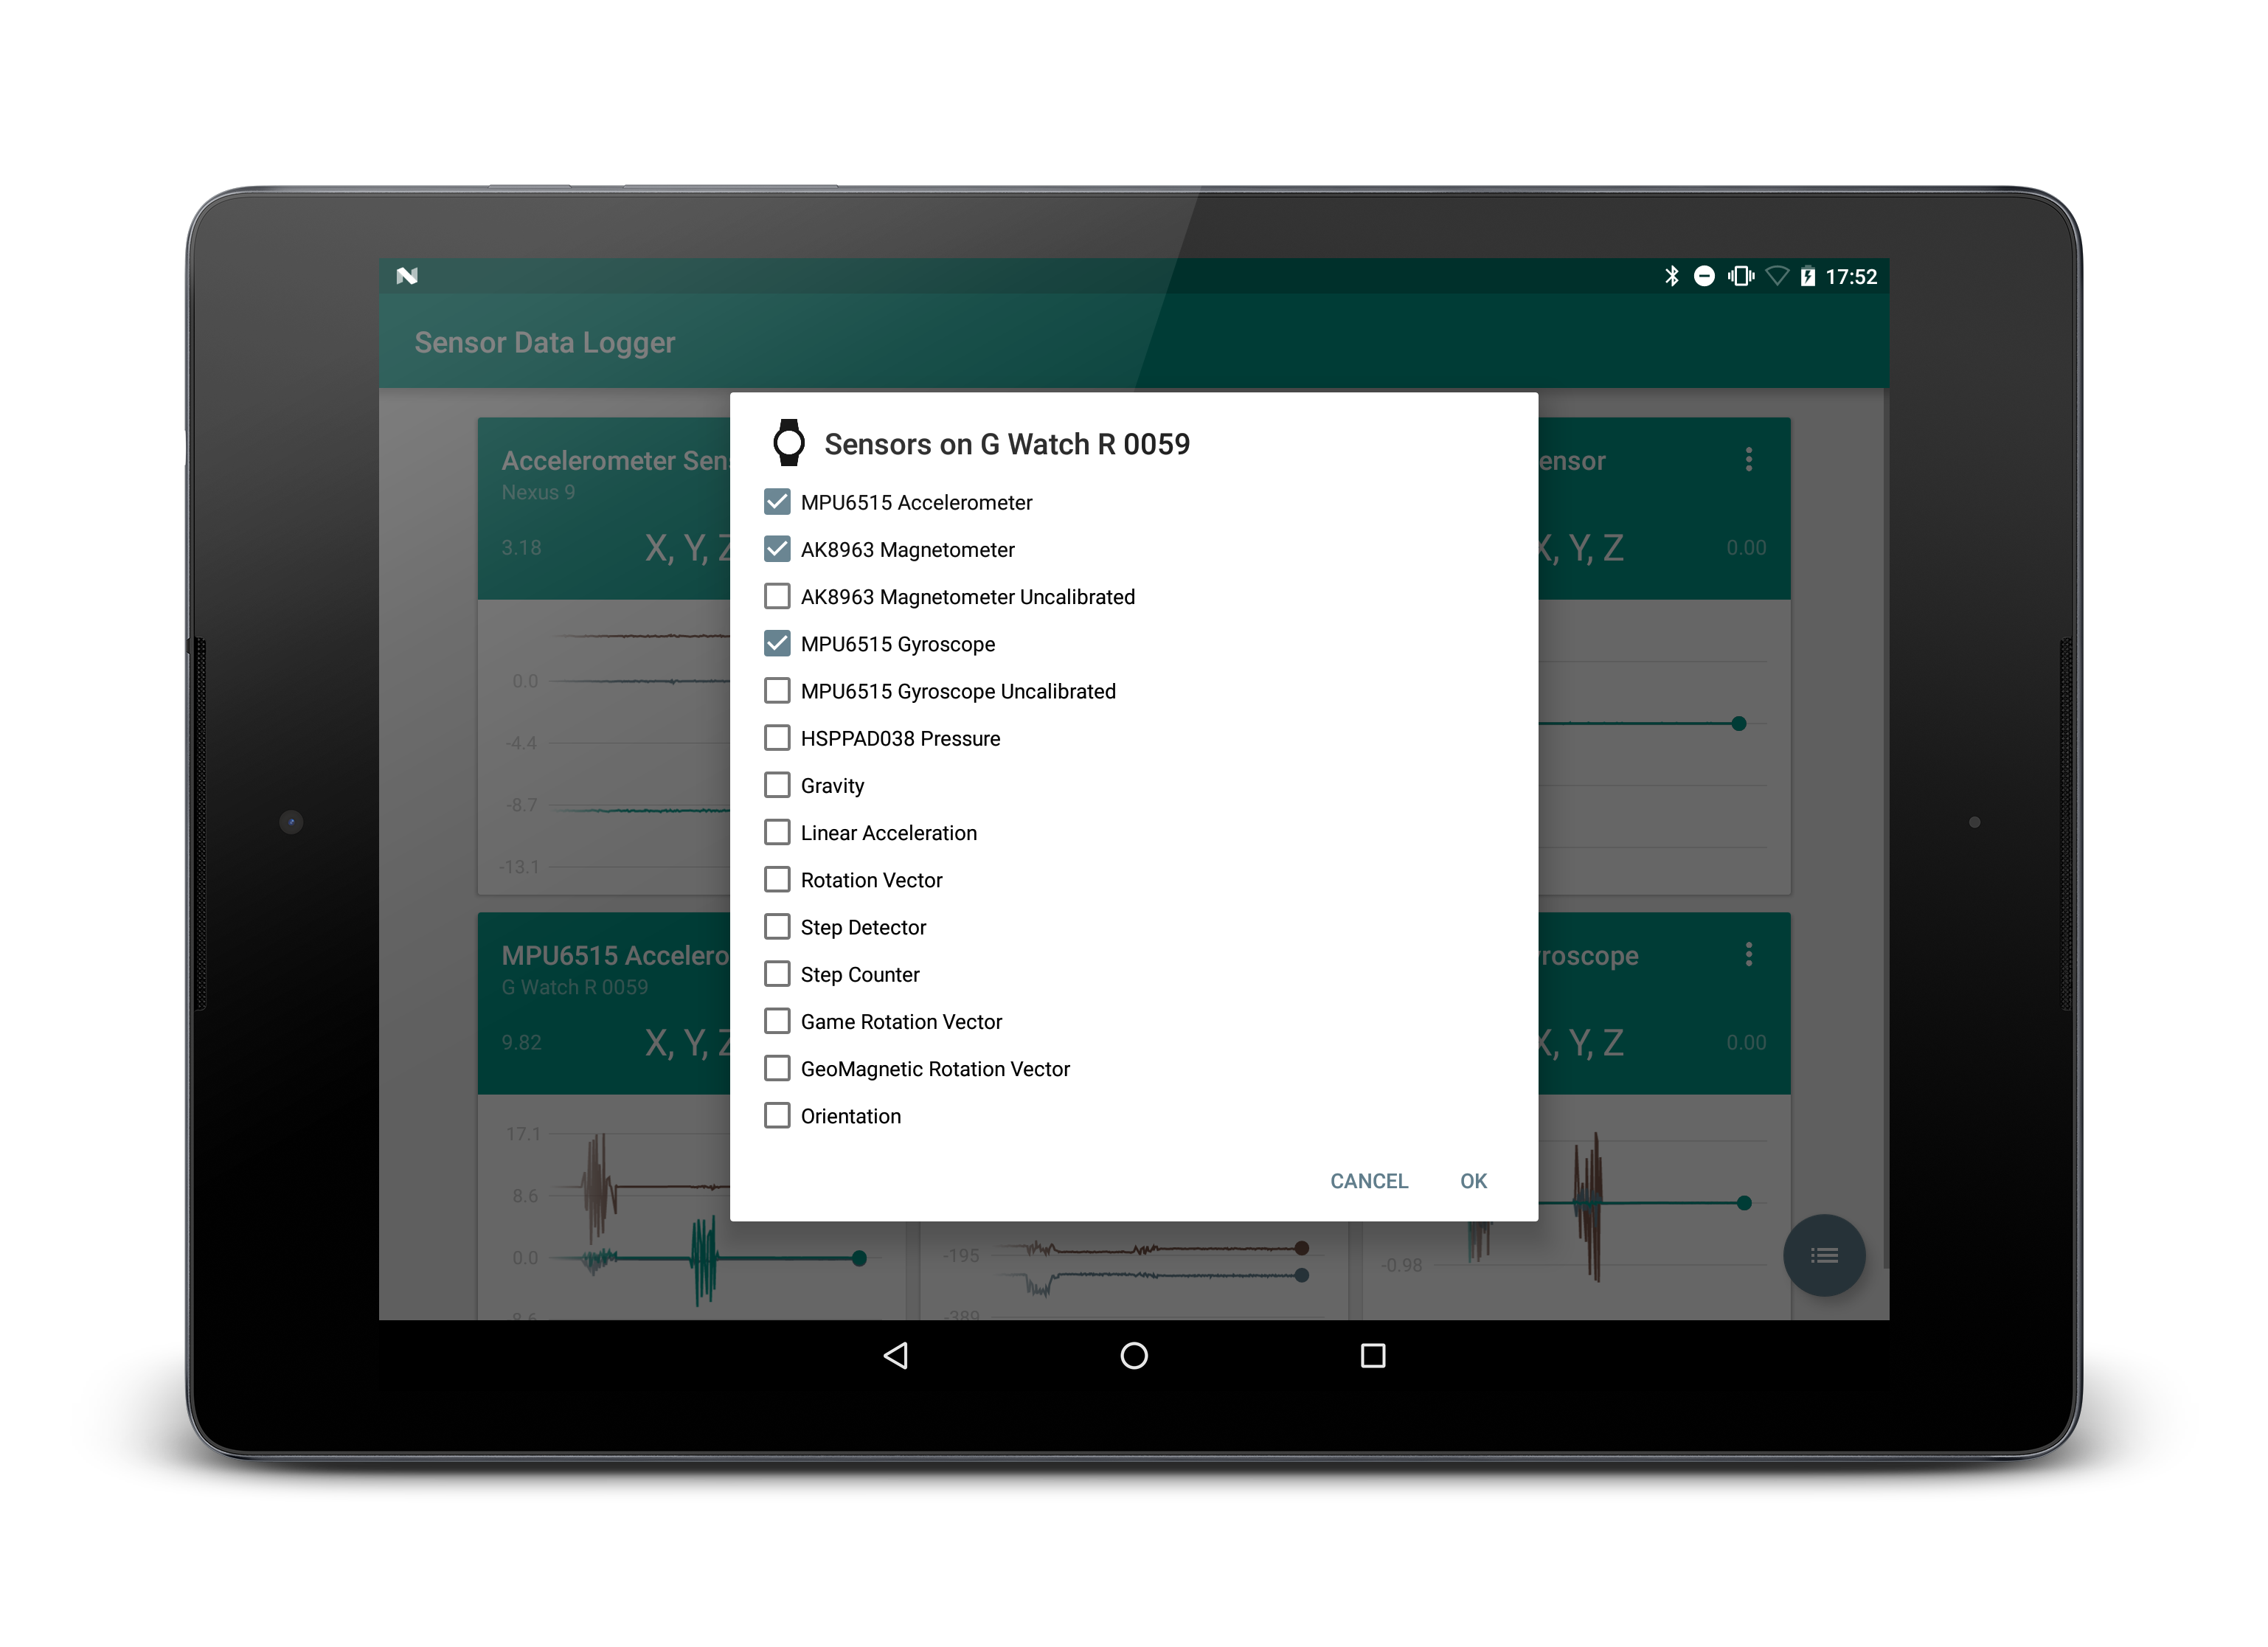 17:52
Sensor Data Logger
Sensors on G Watch R 0059
MPU6515 Accelerometer
AK8963 Magnetometer
AK8963 Magnetometer Uncalibrated
MPU6515 Gyroscope
MPU6515 Gyroscope Uncalibrated
HSPPAD038 Pressure
Gravity
Linear Acceleration
Rotation Vector
Step Detector
Step Counter
Game Rotation Vector
GeoMagnetic Rotation Vector
Orientation
CANCEL OK
Accelerometer Sen
Nexus 9
3.18 X, Y, Z
0.0
-4.4
-8.7
-13.1
ensor
X, Y, Z 0.00
MPU6515 Accelero
G Watch R 0059
9.82 X, Y, Z
17.1
8.6
0.0
8.6
-195
-389
roscope
X, Y, Z 0.00
-0.98